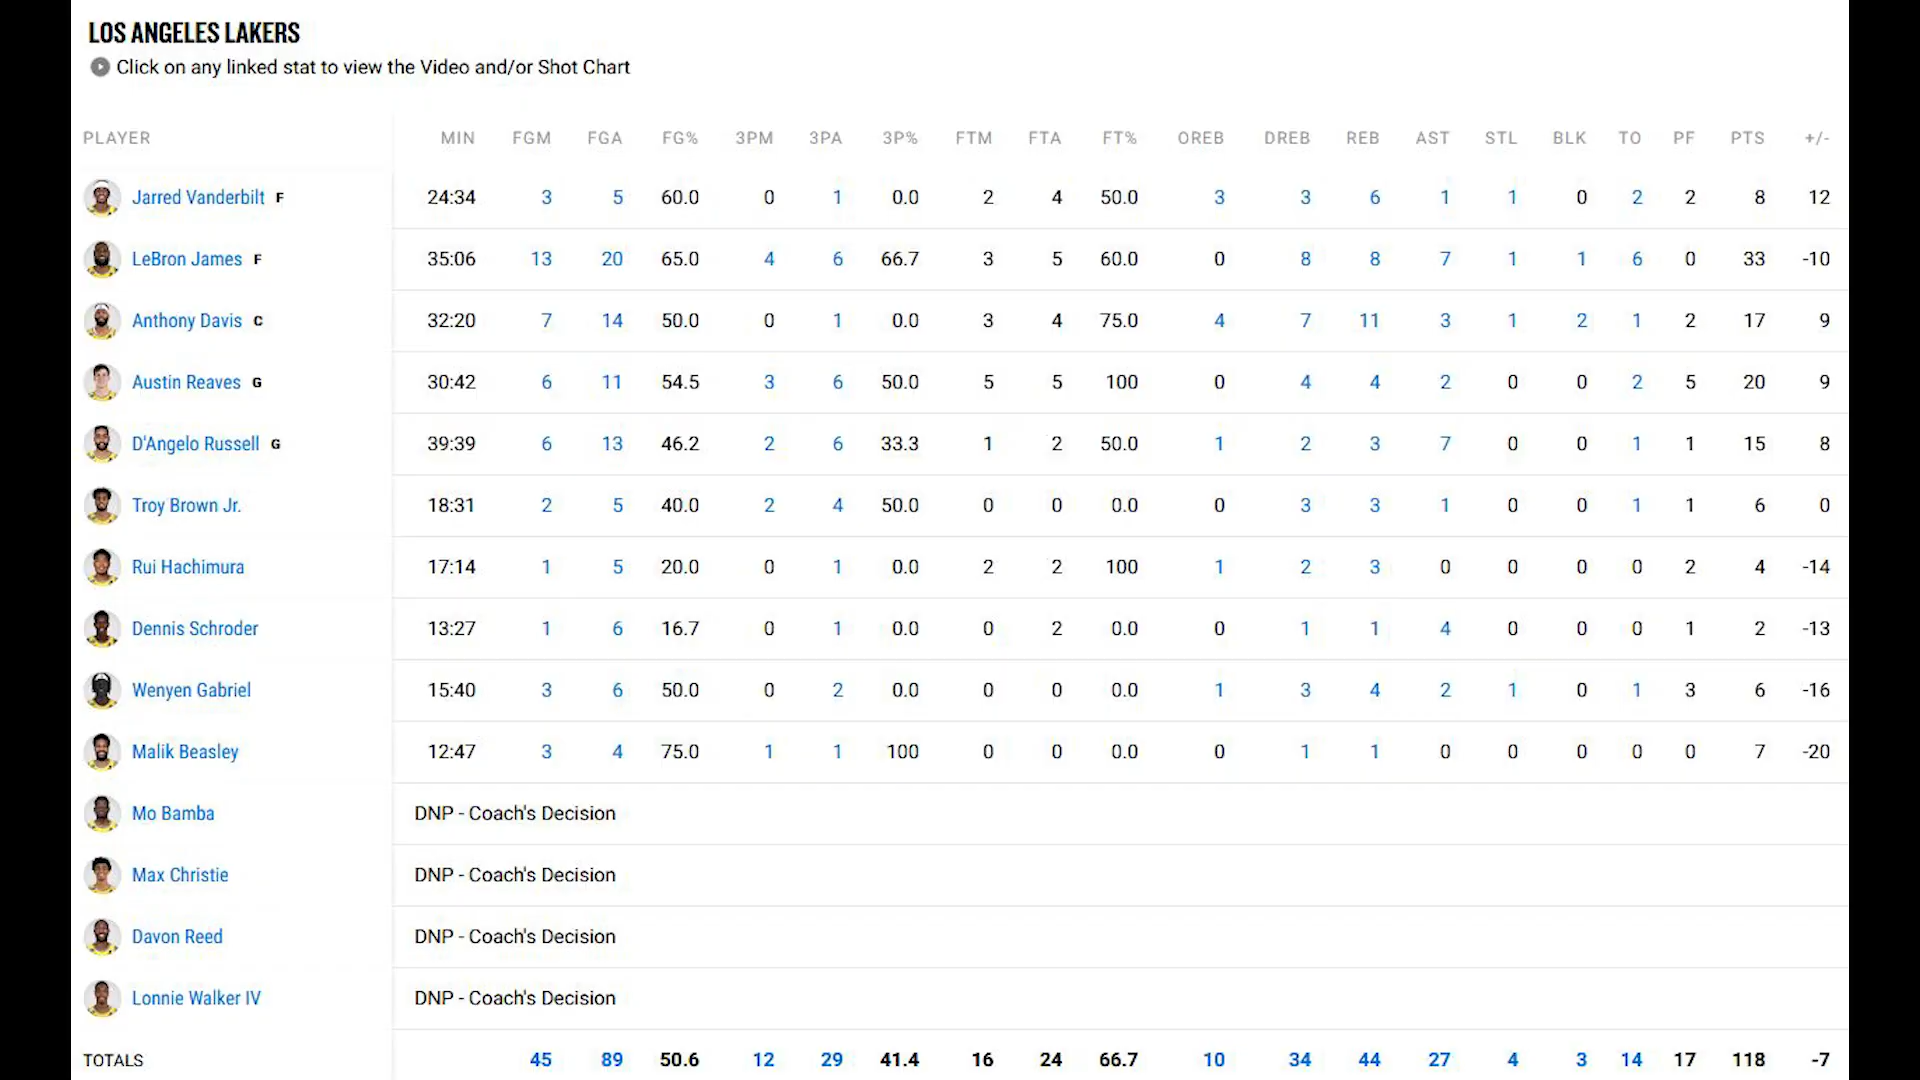 LOS ANGELES LAKERS
Click on any linked stat to view the Video and/or Shot Chart
PLAYER MIN FGM FGA FG% 3PM 3PA 3P% FTM FTA FT% OREB DREB REB AST STL BLK TO PF PTS +/-
Jarred Vanderbilt F 24:34 3 5 60.0 0 1 0.0 2 4 50.0 3 3 6 1 1 0 2 2 8 12
LeBron James F 35:06 13 20 65.0 4 6 66.7 3 5 60.0 0 8 8 7 1 1 6 0 33 -10
Anthony Davis C 32:20 7 14 50.0 0 1 0.0 3 4 75.0 4 7 11 3 1 2 1 2 17 9
Austin Reaves G 30:42 6 11 54.5 3 6 50.0 5 5 100 0 4 4 2 0 0 2 5 20 9
D'Angelo Russell G 39:39 6 13 46.2 2 6 33.3 1 2 50.0 1 2 3 7 0 0 1 1 15 8
Troy Brown Jr. 18:31 2 5 40.0 2 4 50.0 0 0 0.0 0 3 3 1 0 0 1 1 6 0
Rui Hachimura 17:14 1 5 20.0 0 1 0.0 2 2 100 1 2 3 0 0 0 0 2 4 -14
Dennis Schroder 13:27 1 6 16.7 0 1 0.0 0 2 0.0 0 1 1 4 0 0 0 1 2 -13
Wenyen Gabriel 15:40 3 6 50.0 0 2 0.0 0 0 0.0 1 3 4 2 1 0 1 3 6 -16
Malik Beasley 12:47 3 4 75.0 1 1 100 0 0 0.0 0 1 1 0 0 0 0 0 7 -20
Mo Bamba DNP - Coach's Decision
Max Christie DNP - Coach's Decision
Davon Reed DNP - Coach's Decision
Lonnie Walker IV DNP - Coach's Decision
TOTALS 45 89 50.6 12 29 41.4 16 24 66.7 10 34 44 27 4 3 14 17 118 -7